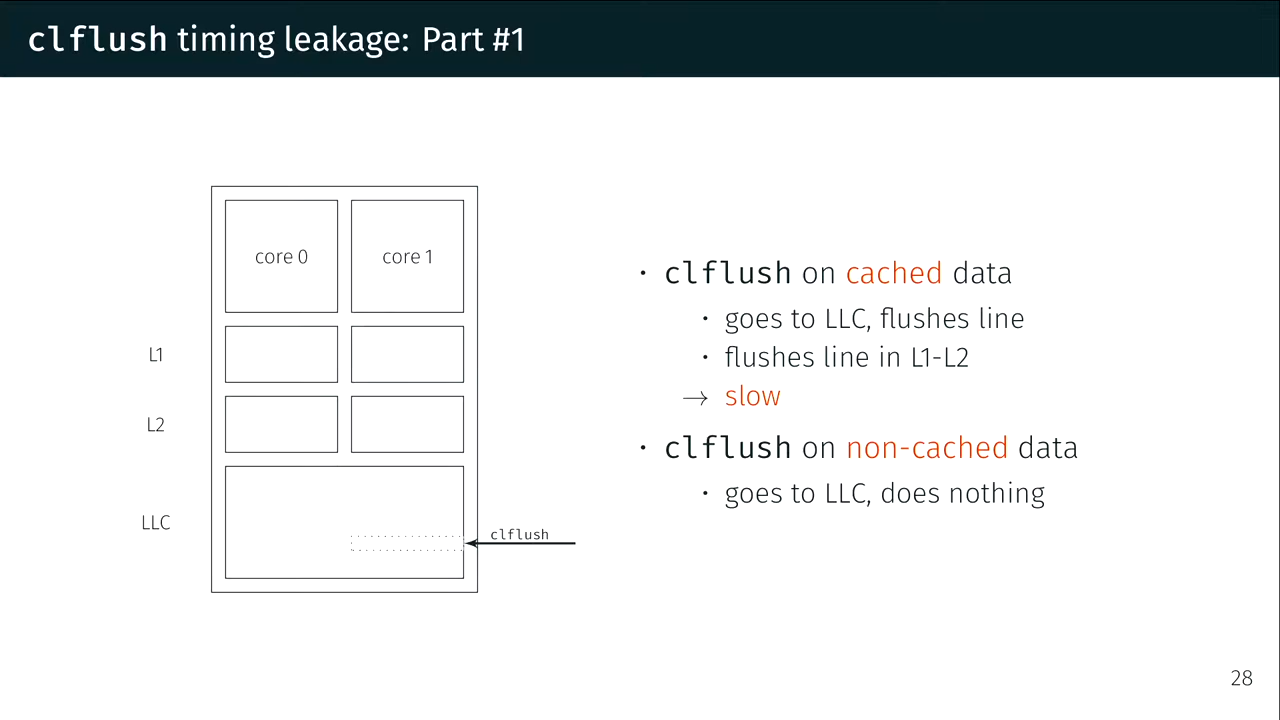 clflush timing leakage: Part #1
core 0
core 1
L1
L2
LLC
clflush
· clflush on cached data
· goes to LLC, flushes line
· flushes line in L1-L2
→ slow
· clflush on non-cached data
· goes to LLC, does nothing
28